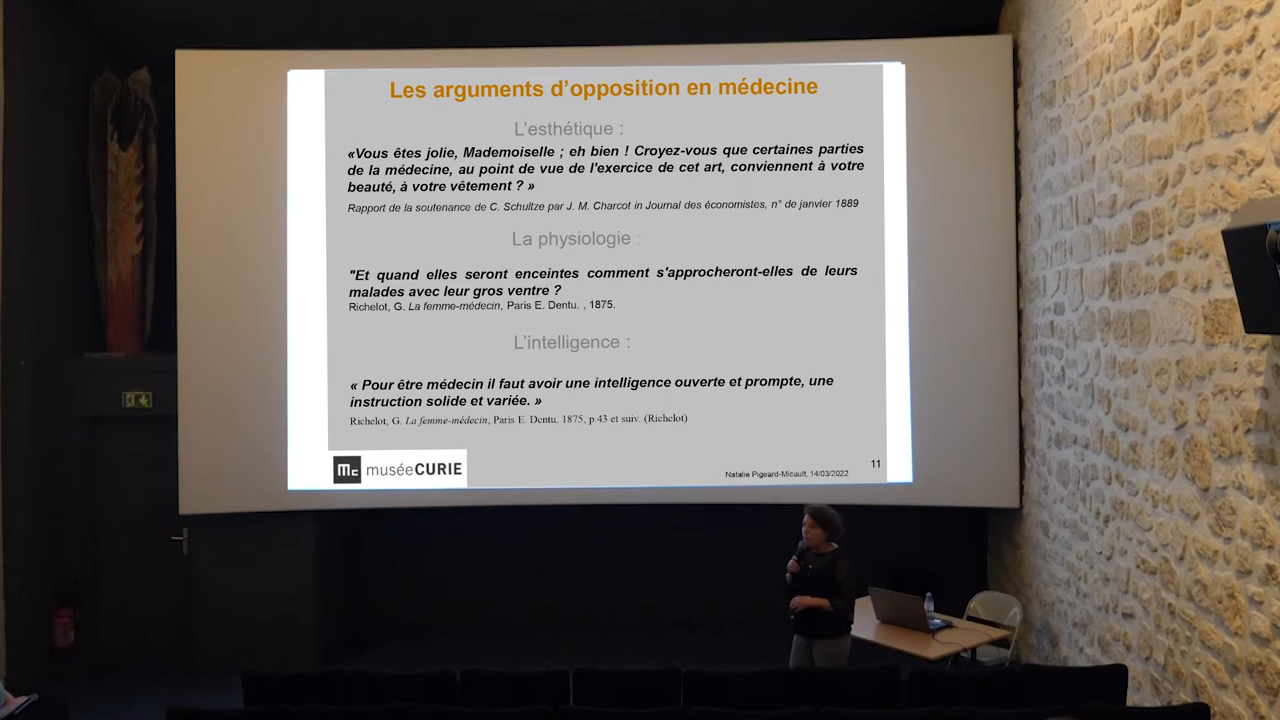 Les arguments d'opposition en médecine
L'esthétique :
«Vous êtes jolie, Mademoiselle ; eh bien ! Croyez-vous que certaines parties
de la médecine, au point de vue de l'exercice de cet art, conviennent à votre
beauté, à votre vêtement ? »
Rapport de la soutenance de C. Schultze par J. M. Charcot in Journal des économistes, n° de janvier 1889
La physiologie :
"Et quand elles seront enceintes comment s'approcheront-elles de leurs
malades avec leur gros ventre ?
Richelot, G. La femme-médecin, Paris E. Dentu. , 1875.
L'intelligence :
« Pour être médecin il faut avoir une intelligence ouverte et prompte, une
instruction solide et variée. »
Richelot, G. La femme-médecin, Paris E. Dentu, 1875, p.43 et suiv. (Richelot)
Mc muséeCURIE
Natalie Pigeard-Micault, 14/03/2022
11